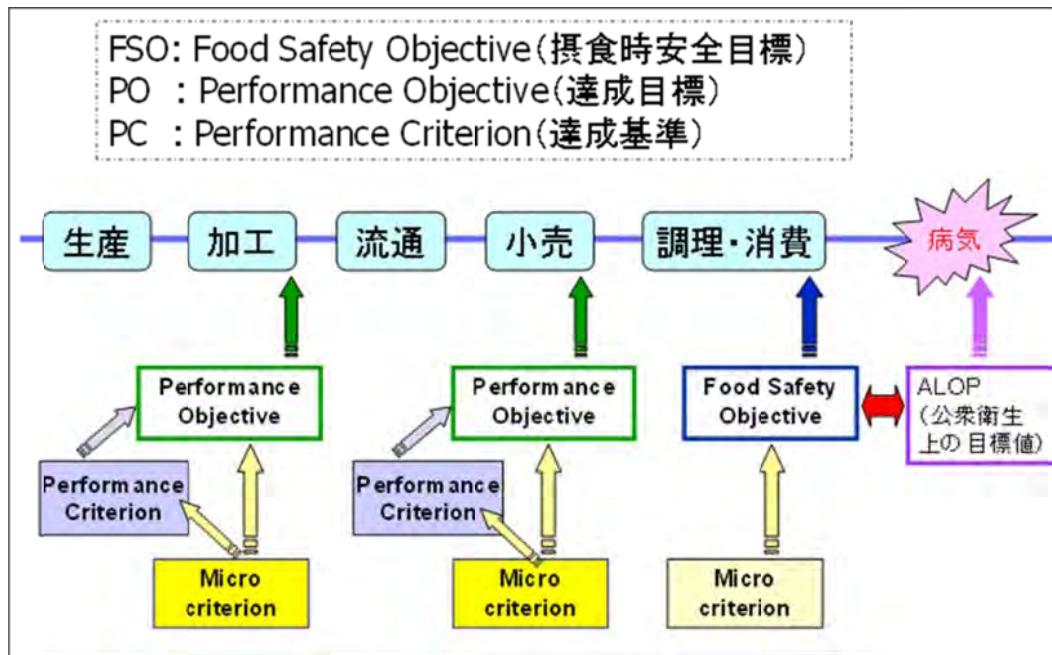 FSO: Food Safety Objective(摂食時安全目標)
PO : Performance Objective(達成目標)
PC : Performance Criterion(達成基準)
生産
加工
流通
小売
調理・消費
病気
Performance
Objective
Performance
Objective
Food Safety
Objective
ALOP
(公衆衛生
上の目標値)
Performance
Criterion
Performance
Criterion
Micro
criterion
Micro
criterion
Micro
criterion